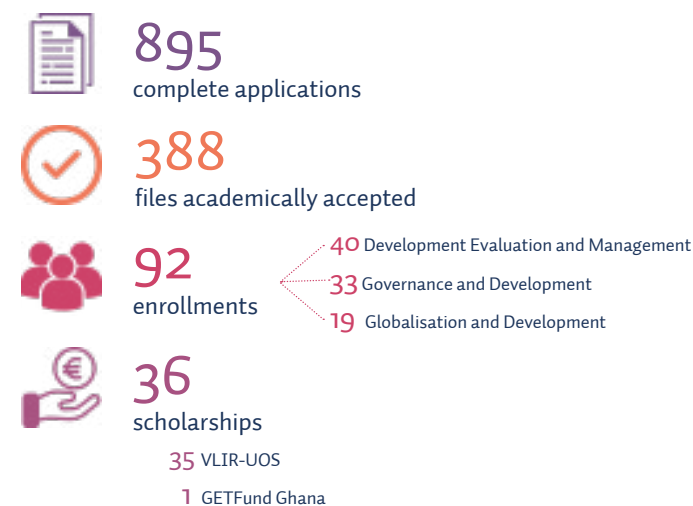 895
complete applications
388
files academically accepted
92
enrollments
40 Development Evaluation and Management
33 Governance and Development
19 Globalisation and Development
€
36
scholarships
35 VLIR-UOS
1 GETFund Ghana